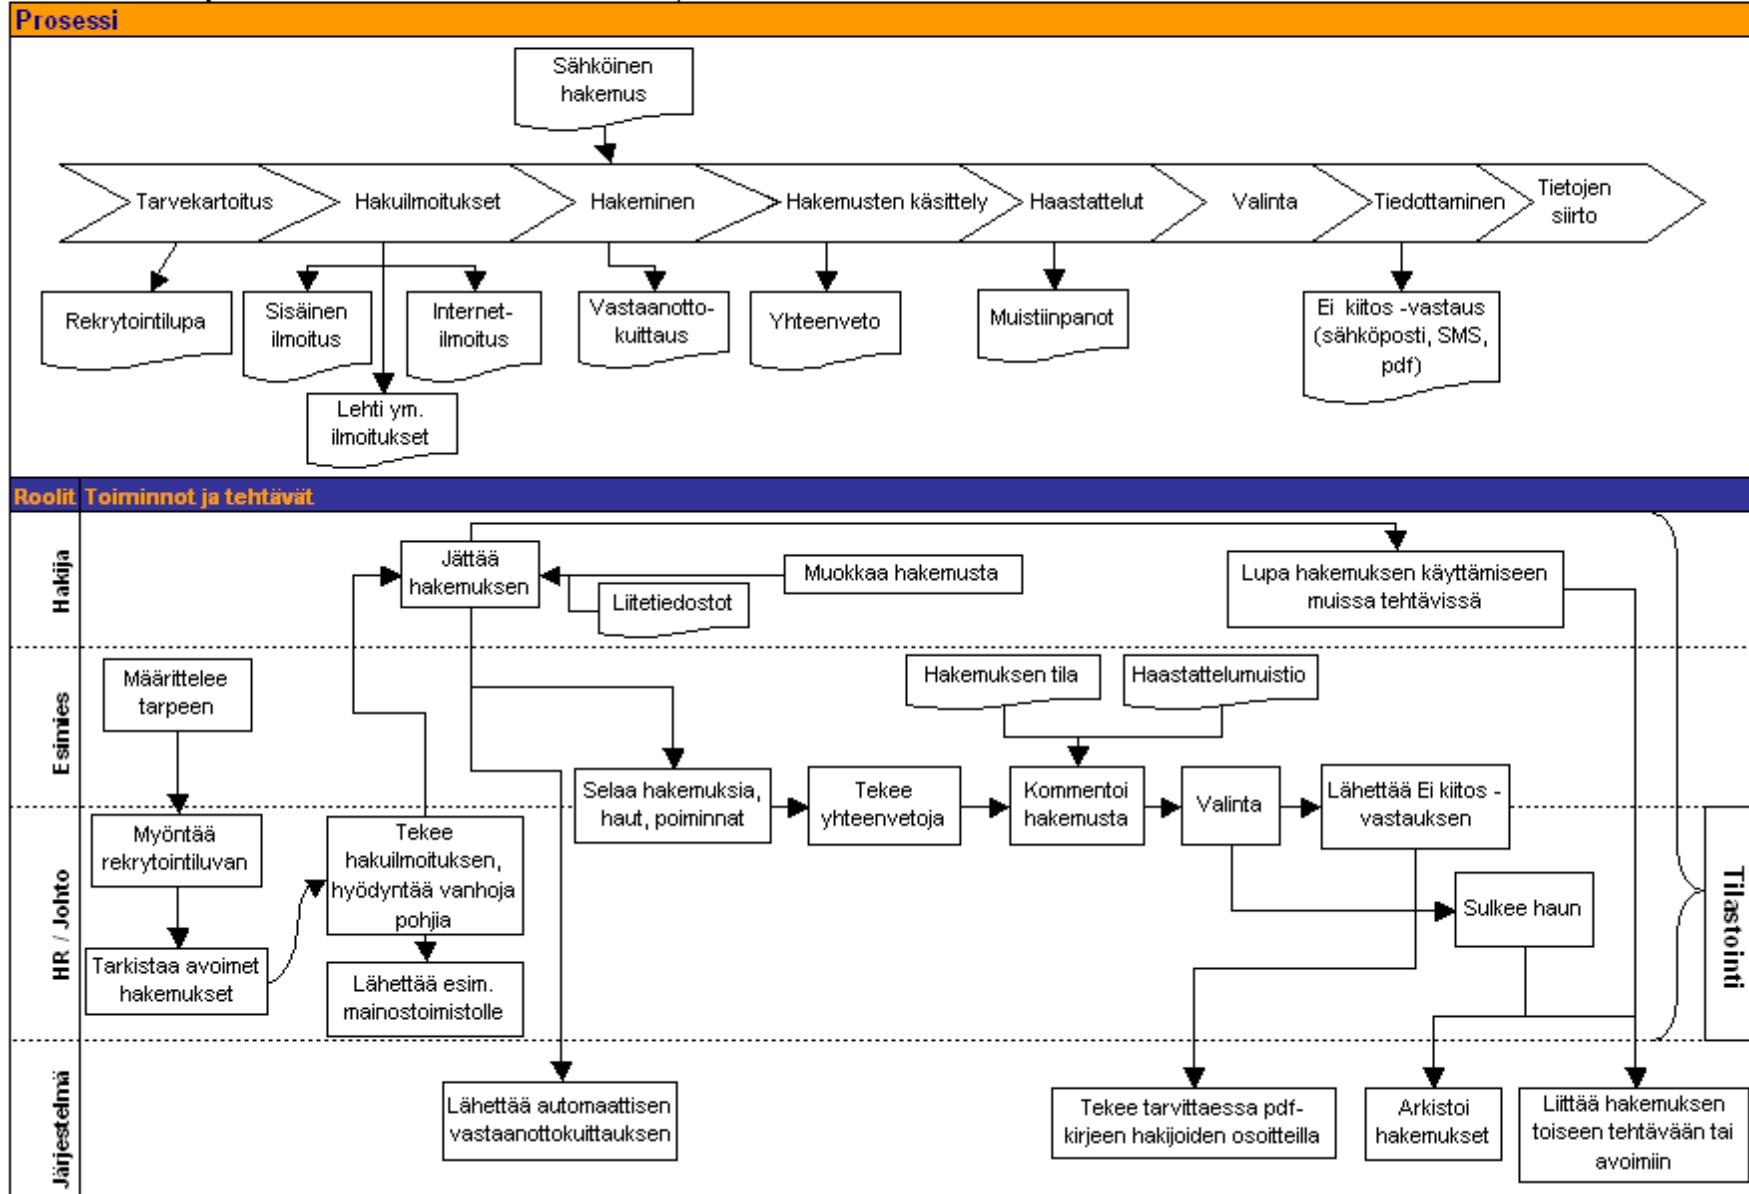 Prosessi
Sähköinen
hakemus
Tarvekartoitus
Hakuilmoitukset
Hakeminen
Hakemusten käsittely
Haastattelut
Valinta
Tiedottaminen
Tietojen
siirto
Rekrytointilupa
Sisäinen
ilmoitus
Internet-
ilmoitus
Vastaanotto-
kuittaus
Yhteenveto
Muistiinpanot
Ei kiitos -vastaus
(sähköposti, SMS,
pdf)
Lehti ym.
ilmoitukset
Roolit
Toiminnot ja tehtävät
Hakija
Jättää
hakemuksen
Muokkaa hakemusta
Liitetiedostot
Lupa hakemuksen käyttämiseen
muissa tehtävissä
Esimies
Määrittelee
tarpeen
Hakemuksen tila
Haastattelumuistio
Selaa hakemuksia,
haut, poiminnat
Tekee
yhteenvetoja
Kommentoi
hakemusta
Valinta
Lähettää Ei kiitos -
vastauksen
HR / Johto
Myöntää
rekrytointiluvan
Tekee
hakuilmoituksen,
hyödyntää vanhoja
pohjia
Tarkistaa avoimet
hakemukset
Lähettää esim.
mainostoimistolle
Sulkee haun
Tilastointi
Järjestelmä
Lähettää automaattisen
vastaanottokuittauksen
Tekee tarvittaessa pdf-
kirjeen hakijoiden osoitteilla
Arkistoi
hakemukset
Liittää hakemuksen
toiseen tehtävään tai
avoimiin